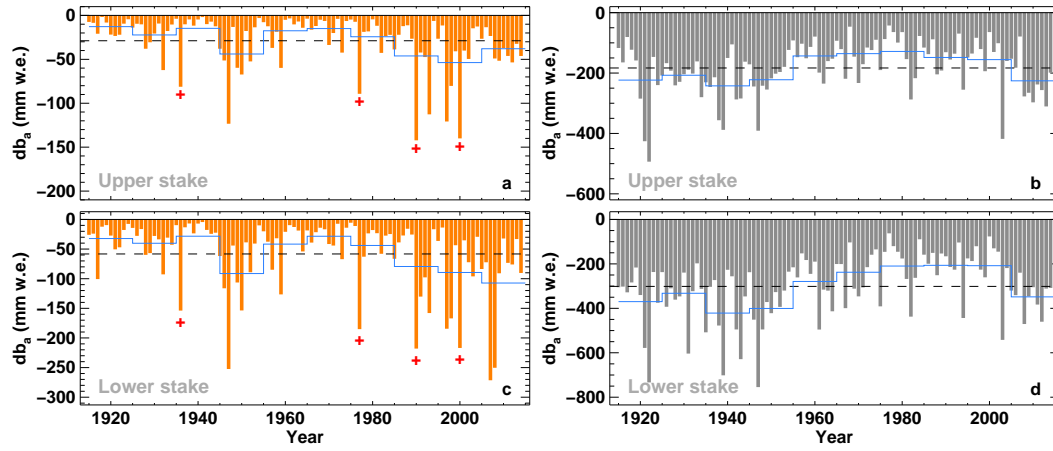 0
−50
−100
−150
−200
db_a (mm w.e.)
Upper stake
a
0
−200
−400
−600
db_a (mm w.e.)
Upper stake
b
0
−50
−100
−150
−200
−250
−300
db_a (mm w.e.)
Lower stake
c
1920 1940 1960 1980 2000
Year
0
−200
−400
−600
−800
db_a (mm w.e.)
Lower stake
d
1920 1940 1960 1980 2000
Year